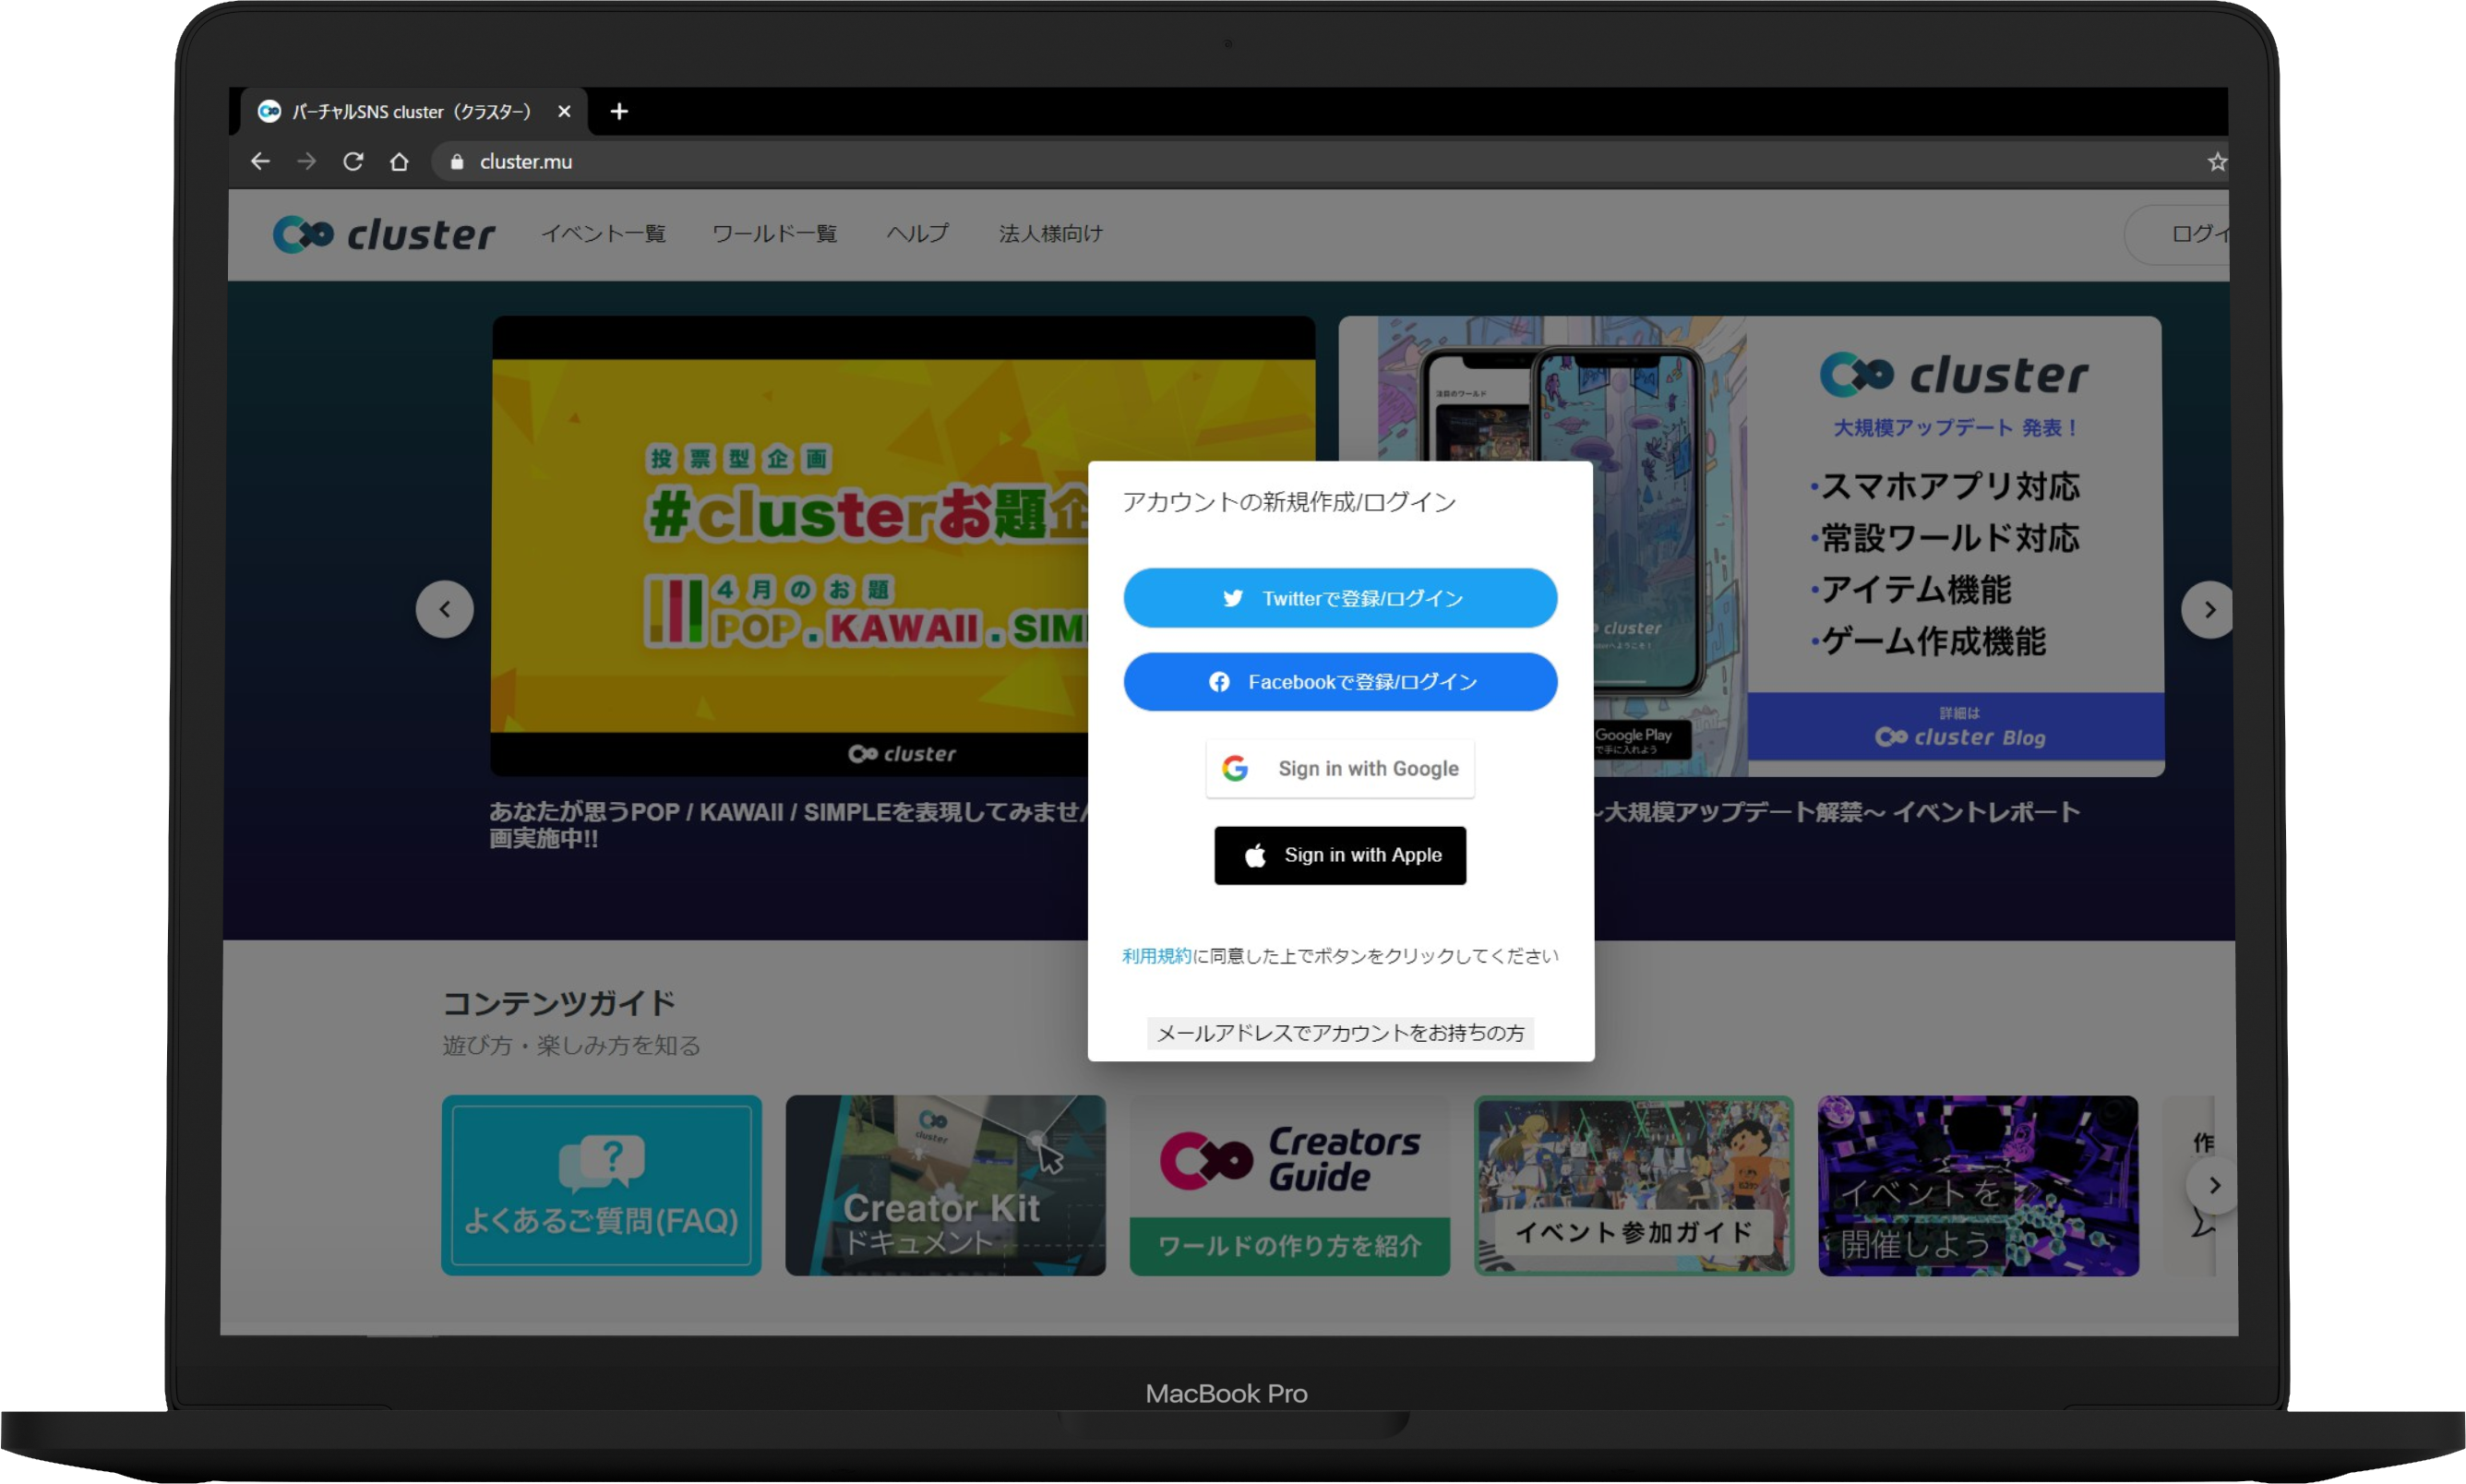 バーチャルSNS cluster（クラスター）
cluster.mu
cluster
イベント一覧
ワールド一覧
ヘルプ
法人様向け
ログイ
投票型企画
#clusterお題企
4月のお題
POP.KAWAII.SIM
cluster
あなたが思うPOP / KAWAII / SIMPLEを表現してみませ
画実施中!!
注目のワールド
cluster
Google Play
で手に入れよう
cluster
大規模アップデート 発表！
・スマホアプリ対応
・常設ワールド対応
・アイテム機能
・ゲーム作成機能
詳細は
cluster Blog
~大規模アップデート解禁～ イベントレポート
アカウントの新規作成/ログイン
Twitterで登録/ログイン
Facebookで登録/ログイン
Sign in with Google
Sign in with Apple
利用規約に同意した上でボタンをクリックしてください
メールアドレスでアカウントをお持ちの方
コンテンツガイド
遊び方・楽しみ方を知る
?
よくあるご質問(FAQ)
cluster
Creator Kit
ドキュメント
Creators
Guide
ワールドの作り方を紹介
イベント参加ガイド
イベントを
開催しよう
作
MacBook Pro